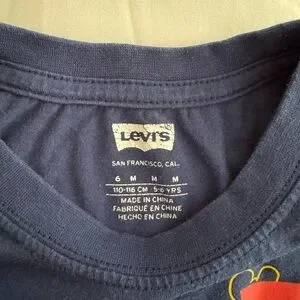 Levi's
SAN FRANCISCO, CAL.
6 M M M
110-116 CM 5-6 YRS
MADE IN CHINA
FABRIQUÉ EN CHINE
HECHO EN CHINA